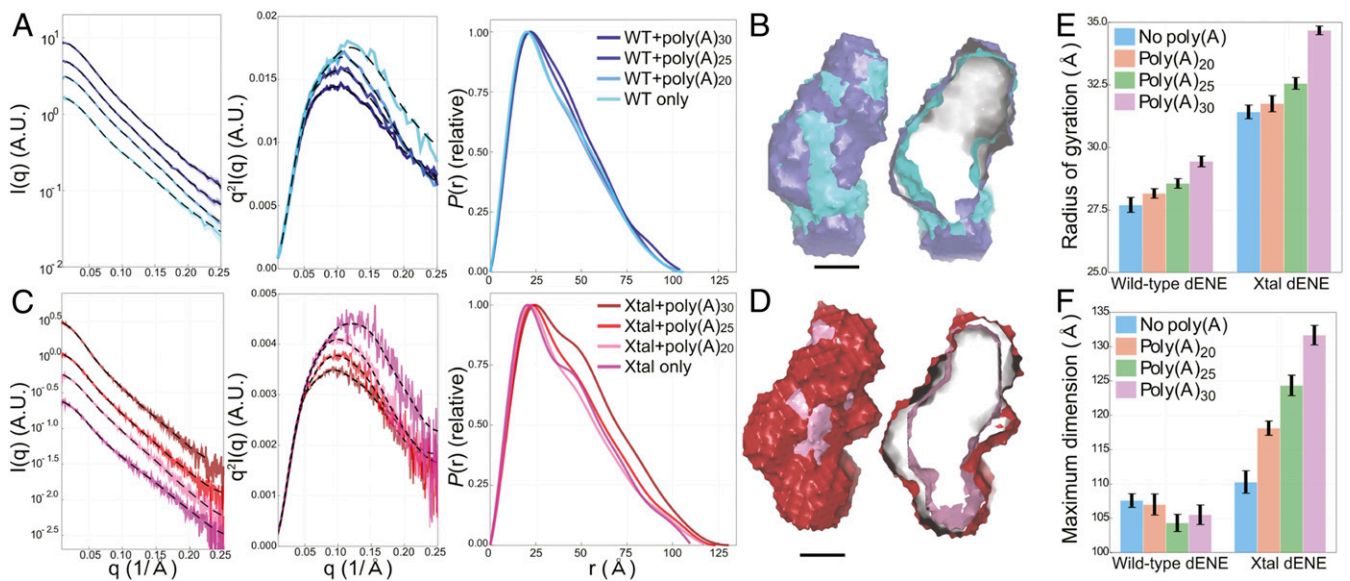 A
I(q) (A.U.)
10^1
10^0
10^-1
10^-2
0.05 0.1 0.15 0.20 0.25
q^2I(q) (A.U.)
0.02
0.015
0.01
0.005
0.00
0.05 0.1 0.15 0.2 0.25
P(r) (relative)
1.00
0.75
0.50
0.25
0.00
0 25 50 75 100 125
WT+poly(A)30
WT+poly(A)25
WT+poly(A)20
WT only
B
C
I(q) (A.U.)
10^0.5
10^0.0
10^-0.5
10^-1.0
10^-1.5
10^-2.0
10^-2.5
0.05 0.1 0.15 0.20 0.25
q (1/Å)
q^2I(q) (A.U.)
0.005
0.004
0.003
0.002
0.001
0.000
0.05 0.1 0.15 0.2 0.25
q (1/Å)
P(r) (relative)
1.00
0.75
0.50
0.25
0
0 25 50 75 100 125
r (Å)
Xtal+poly(A)30
Xtal+poly(A)25
Xtal+poly(A)20
Xtal only
D
E
Radius of gyration (Å)
35.0
32.5
30.0
27.5
25.0
No poly(A)
Poly(A)20
Poly(A)25
Poly(A)30
Wild-type dENE Xtal dENE
F
Maximum dimension (Å)
135
130
125
120
115
110
105
100
No poly(A)
Poly(A)20
Poly(A)25
Poly(A)30
Wild-type dENE Xtal dENE